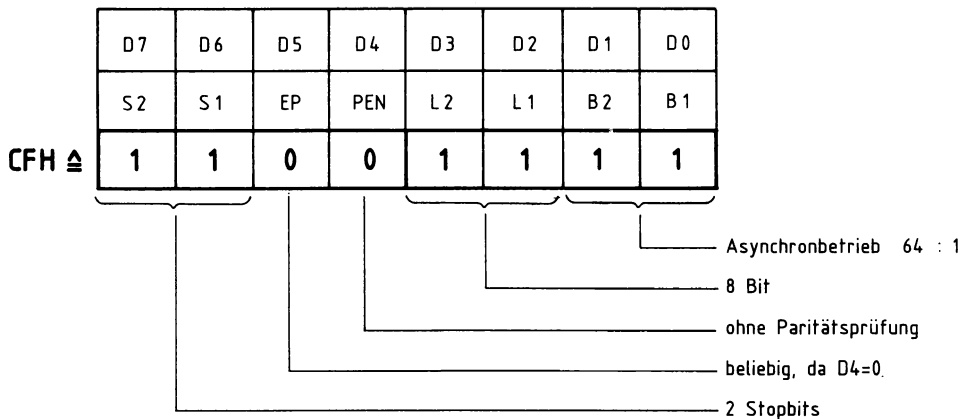 D7 D6 D5 D4 D3 D2 D1 D0
S2 S1 EP PEN L2 L1 B2 B1
CFH ≙ 1 1 0 0 1 1 1 1
Asynchronbetrieb 64 : 1
8 Bit
ohne Paritätsprüfung
beliebig, da D4=0.
2 Stopbits